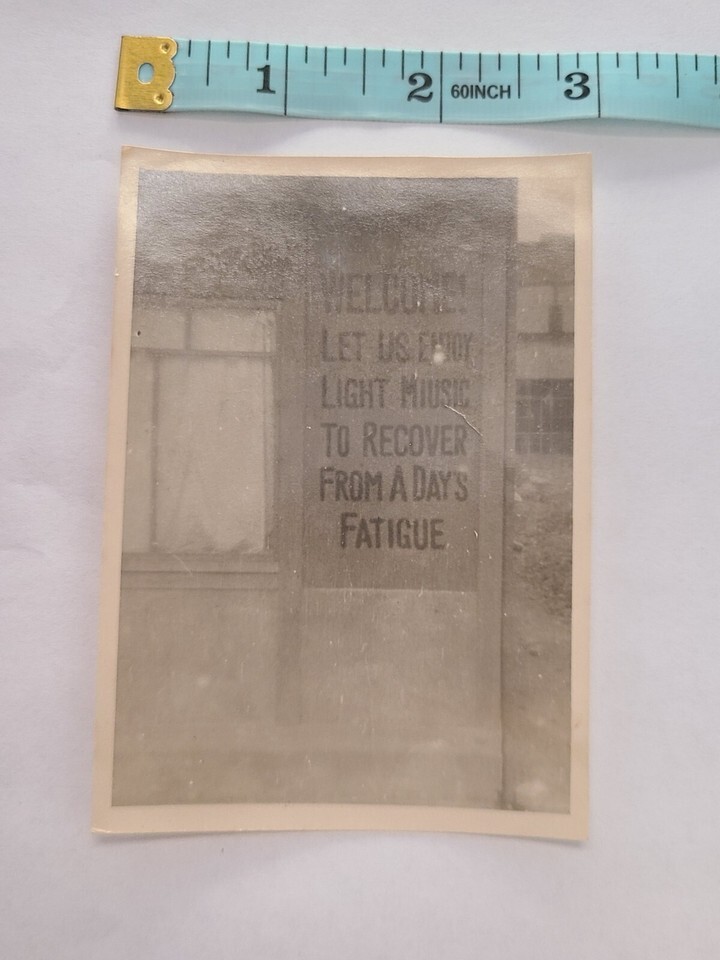 1 2 60INCH 3
WELCOME!
LET US ENJOY
LIGHT MIUSIC
TO RECOVER
FROM A DAY'S
FATIGUE